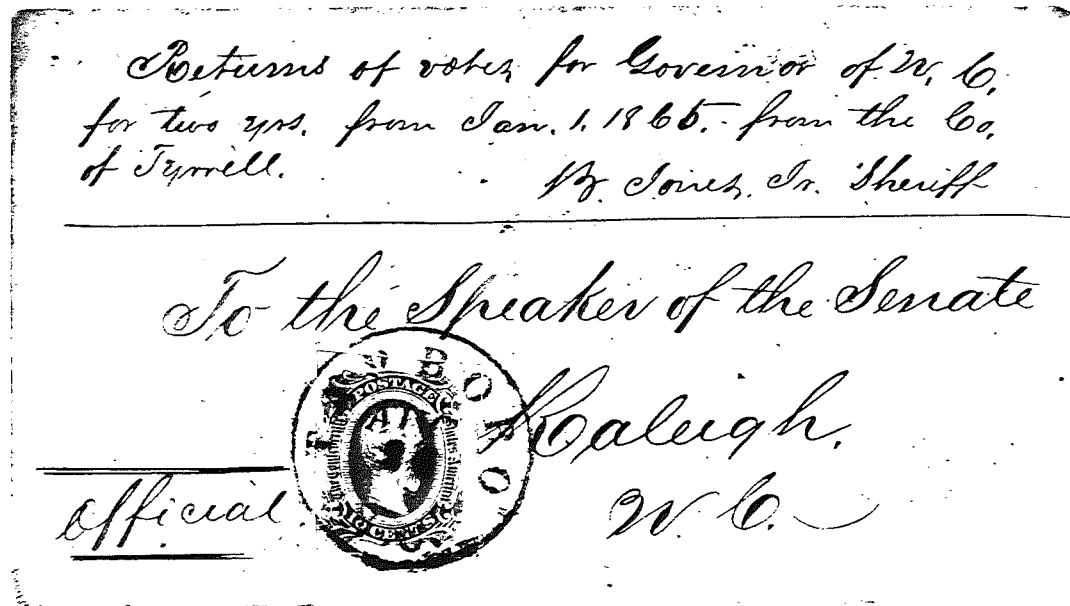 Returns of votes for Governor of N. C.
for two yrs. from Jan. 1. 1865. - from the Co.
of Tyrrell.
B. Jones, Jr. Sheriff
To the Speaker of the Senate
Raleigh,
N. C.
Official.
POSTAGE
10 CENTS